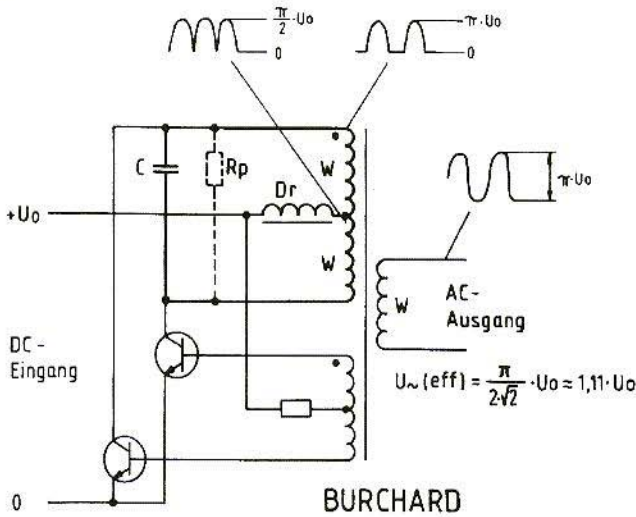 π/2 · Uo
0
π · Uo
0
C
Rp
W
Dr
+Uo
W
π · Uo
W
AC-
Ausgang
DC-
Eingang
U~(eff) = π/(2·√2) · Uo ≈ 1,11 · Uo
0
BURCHARD